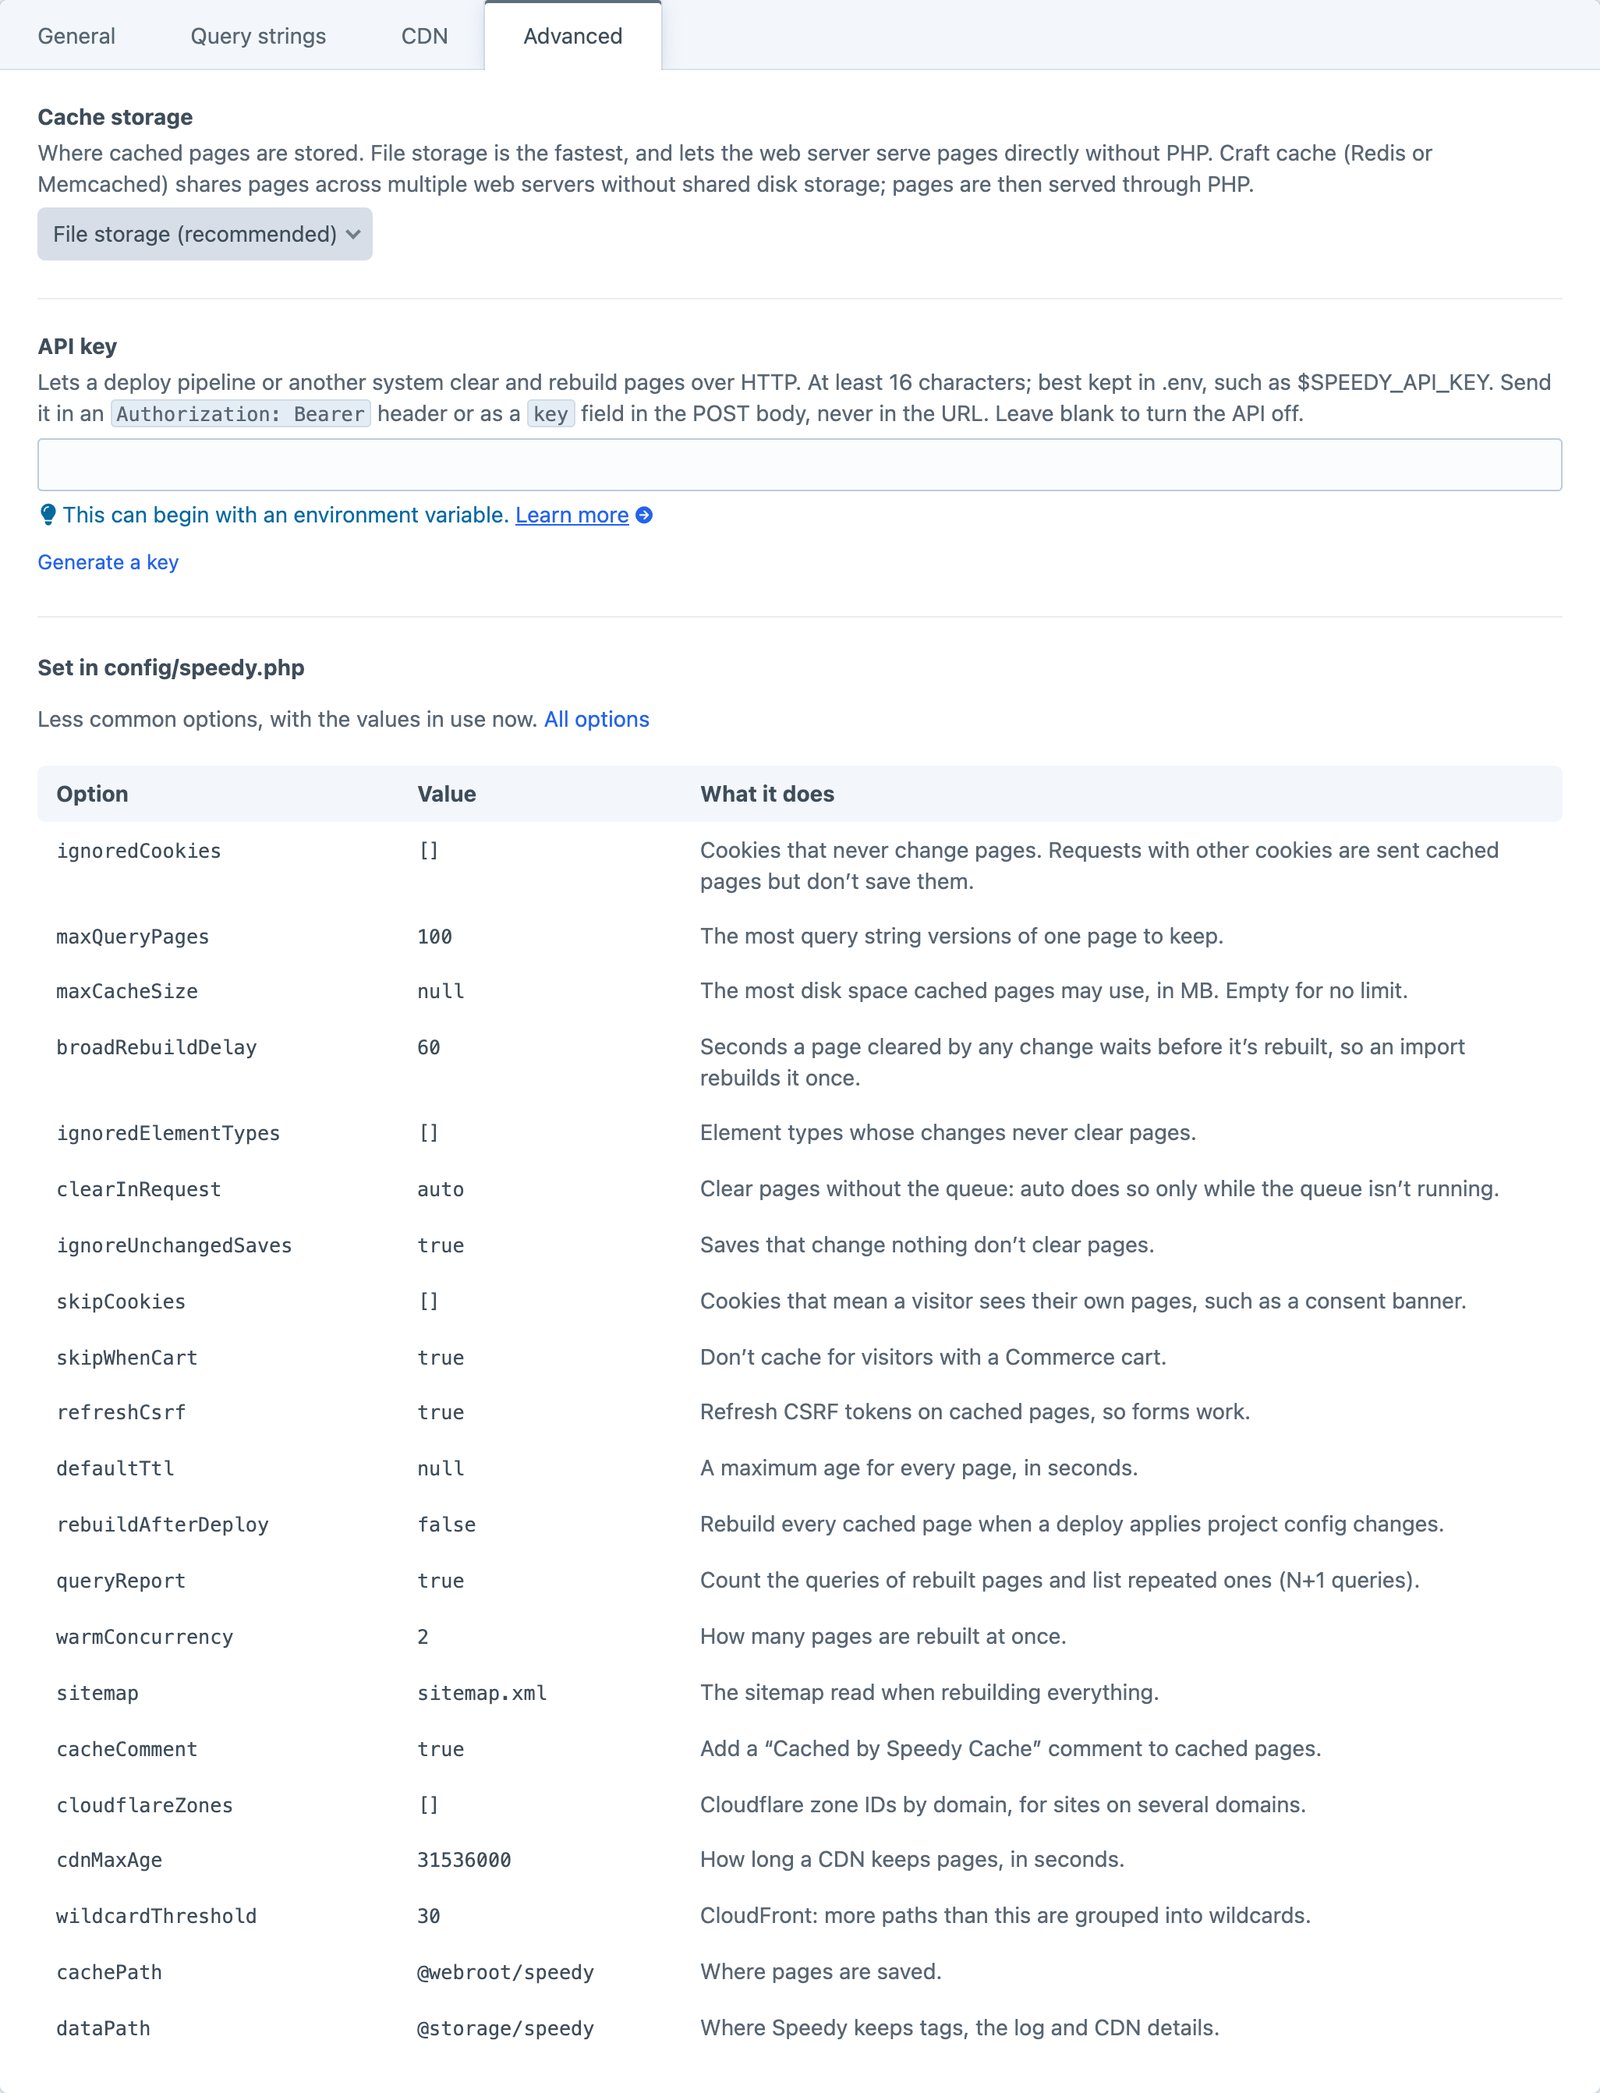 General
Query strings
CDN
Advanced
Cache storage
Where cached pages are stored. File storage is the fastest, and lets the web server serve pages directly without PHP. Craft cache (Redis or
Memcached) shares pages across multiple web servers without shared disk storage; pages are then served through PHP.
File storage (recommended)
API key
Lets a deploy pipeline or another system clear and rebuild pages over HTTP. At least 16 characters; best kept in .env, such as $SPEEDY_API_KEY. Send
it in an Authorization: Bearer header or as a key field in the POST body, never in the URL. Leave blank to turn the API off.
This can begin with an environment variable. Learn more
Generate a key
Set in config/speedy.php
Less common options, with the values in use now. All options
Option Value What it does
ignoredCookies [] Cookies that never change pages. Requests with other cookies are sent cached
pages but don’t save them.
maxQueryPages 100 The most query string versions of one page to keep.
maxCacheSize null The most disk space cached pages may use, in MB. Empty for no limit.
broadRebuildDelay 60 Seconds a page cleared by any change waits before it’s rebuilt, so an import
rebuilds it once.
ignoredElementTypes [] Element types whose changes never clear pages.
clearInRequest auto Clear pages without the queue: auto does so only while the queue isn’t running.
ignoreUnchangedSaves true Saves that change nothing don’t clear pages.
skipCookies [] Cookies that mean a visitor sees their own pages, such as a consent banner.
skipWhenCart true Don’t cache for visitors with a Commerce cart.
refreshCsrf true Refresh CSRF tokens on cached pages, so forms work.
defaultTtl null A maximum age for every page, in seconds.
rebuildAfterDeploy false Rebuild every cached page when a deploy applies project config changes.
queryReport true Count the queries of rebuilt pages and list repeated ones (N+1 queries).
warmConcurrency 2 How many pages are rebuilt at once.
sitemap sitemap.xml The sitemap read when rebuilding everything.
cacheComment true Add a “Cached by Speedy Cache” comment to cached pages.
cloudflareZones [] Cloudflare zone IDs by domain, for sites on several domains.
cdnMaxAge 31536000 How long a CDN keeps pages, in seconds.
wildcardThreshold 30 CloudFront: more paths than this are grouped into wildcards.
cachePath @webroot/speedy Where pages are saved.
dataPath @storage/speedy Where Speedy keeps tags, the log and CDN details.